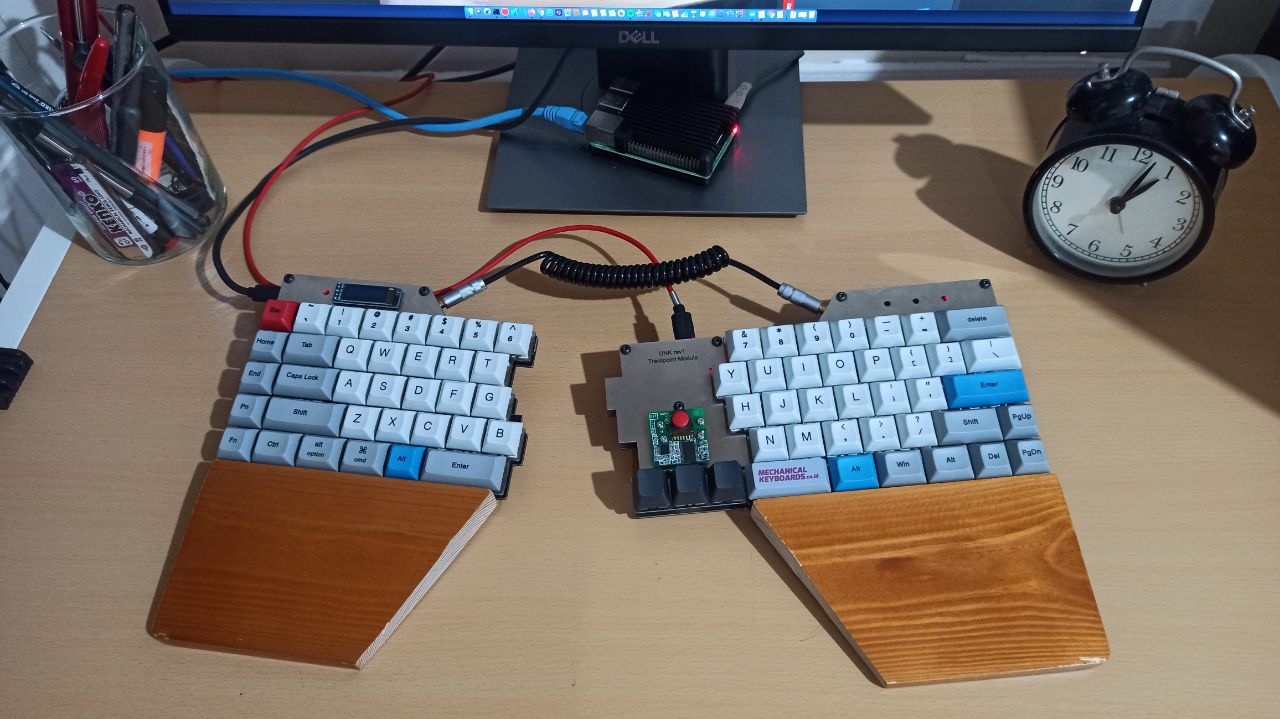 DELL
KENKO
11 12 1
10 2
9 3
8 4
7 6 5
Esc ~ ! 1 @ 2 # 3 $ 4 % 5 ^ 6
Home Tab Q W E R T
End Caps Lock A S D F G
Pn Shift Z X C V B
Fn Ctrl alt option ⌘ cmd Alt Enter
UNK rev1
Trackpoint Module
& 7 * 8 ( 9 ) 0 _ - + = delete
Y U I O P { [ } ] | \
H J K L : ; " ' Enter
N M < , > . ? / Shift PgUp
MECHANICAL
KEYBOARDS.co.id
Alt Win Alt Del PgDn